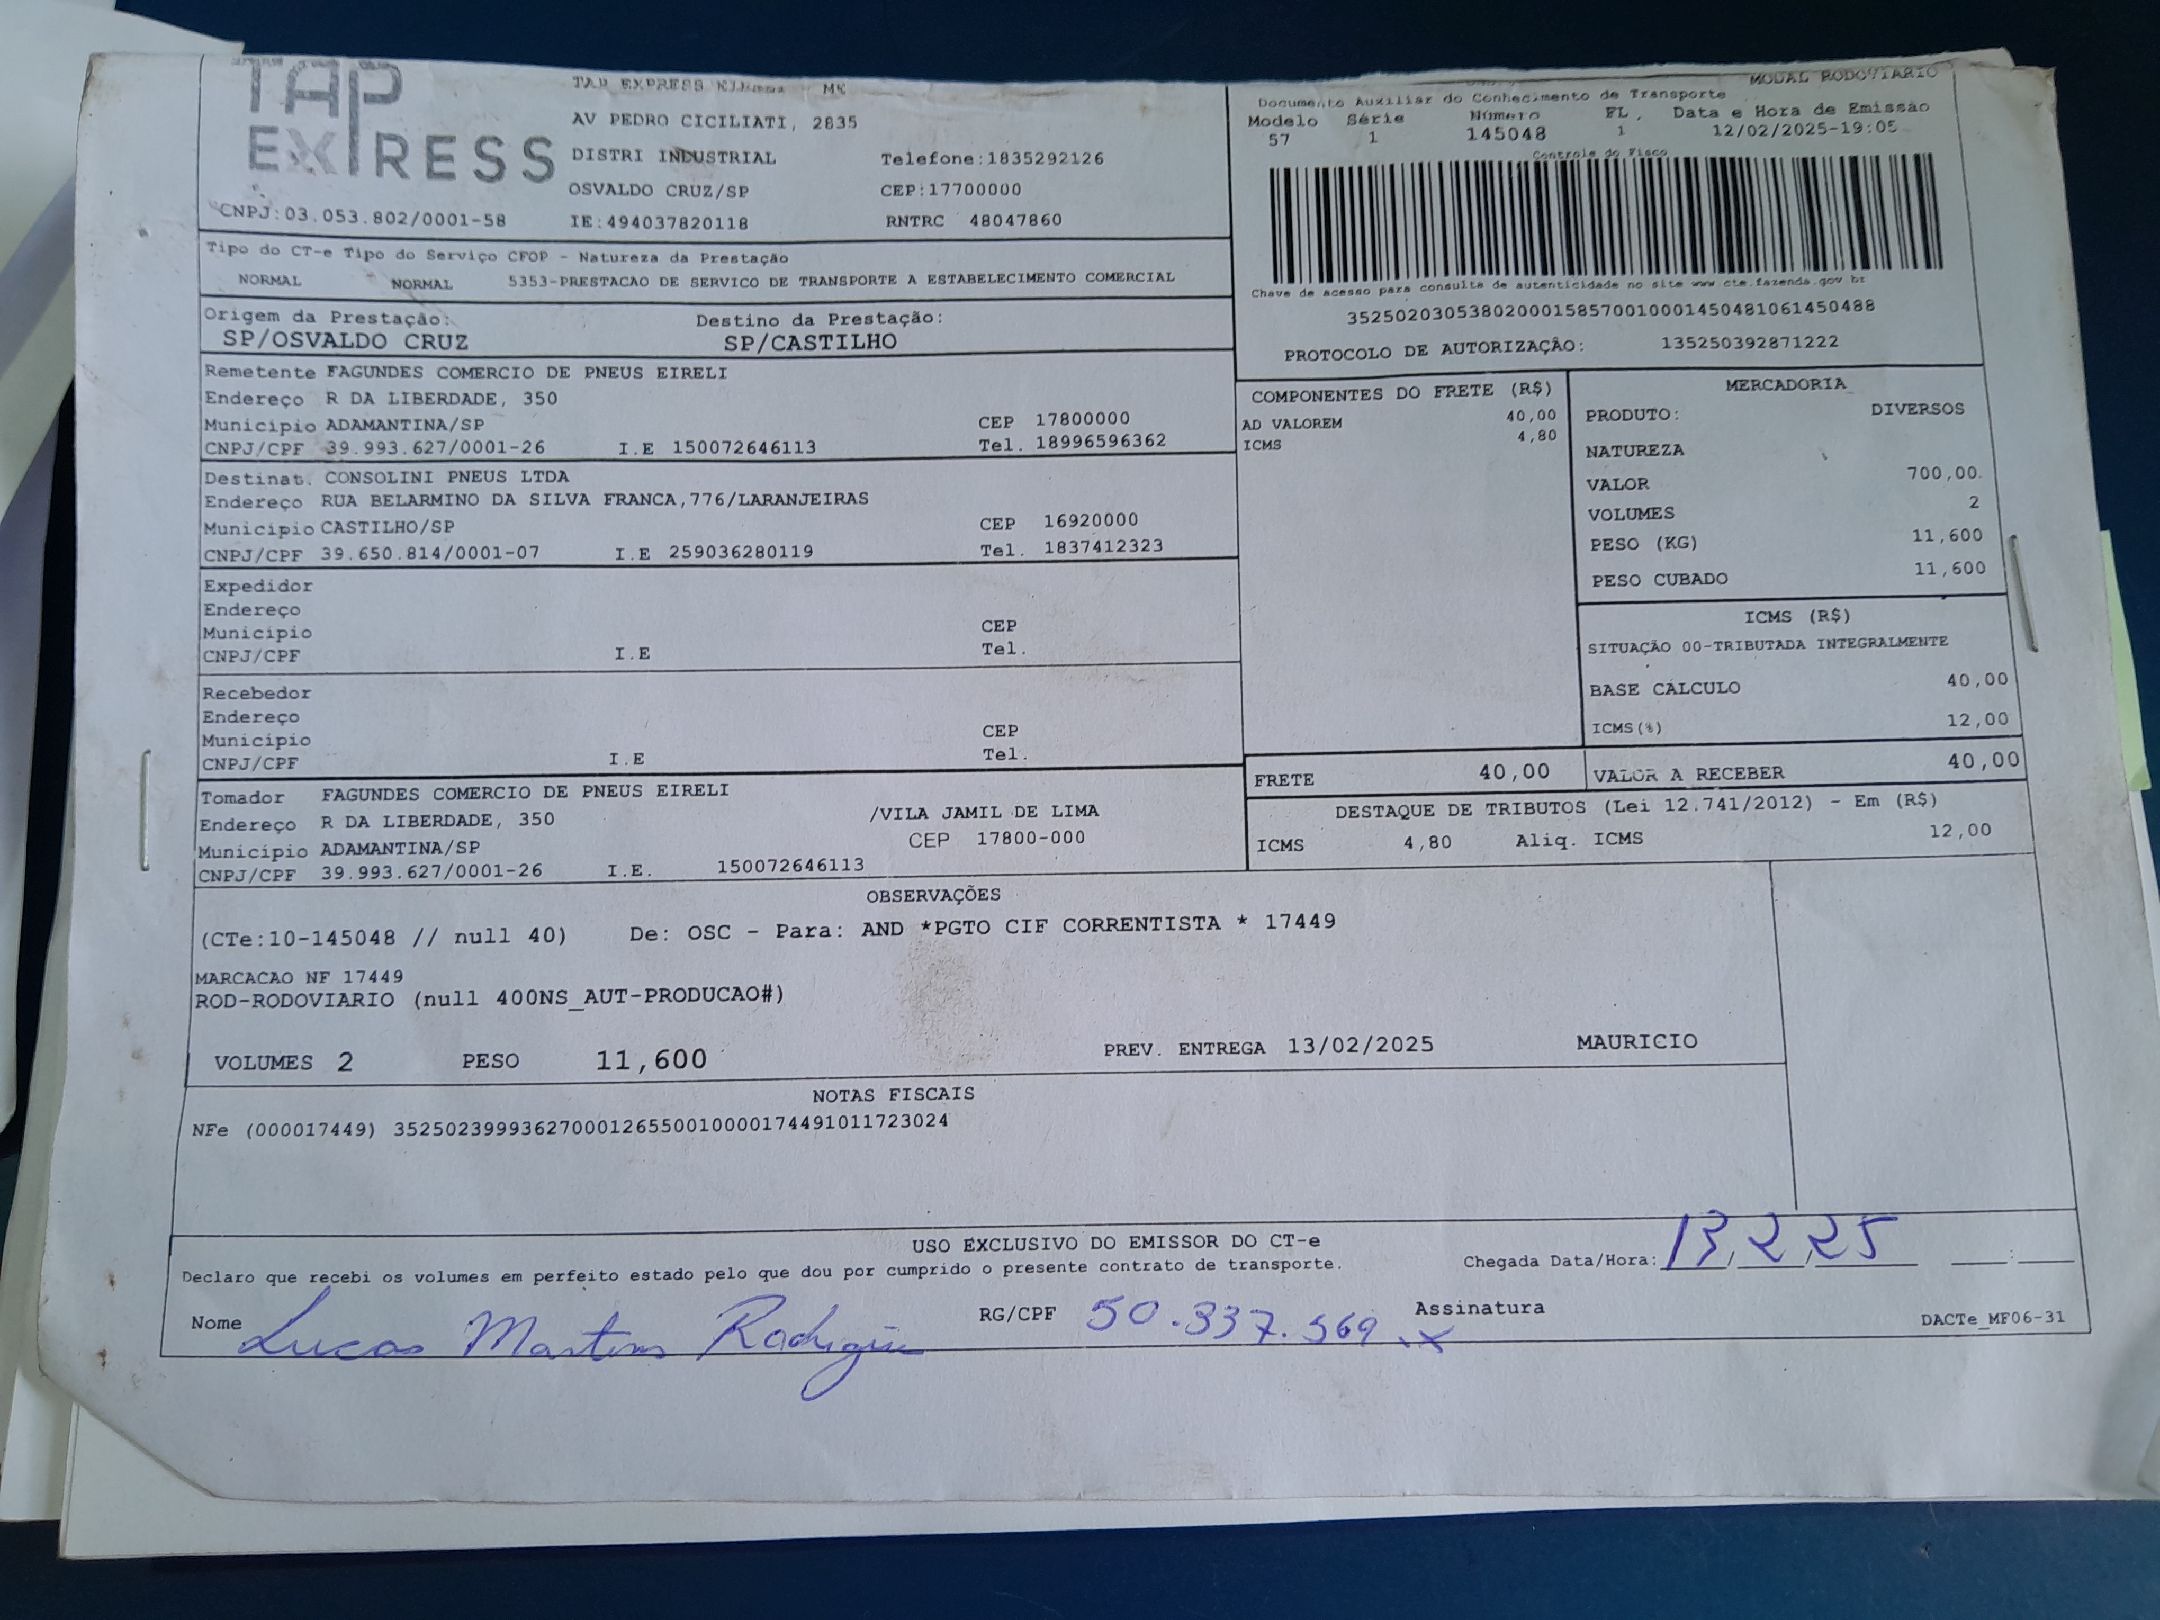 TAP
EXPRESS
TAP EXPRESS
AV PEDRO CICILIATI, 2835
DISTRI INDUSTRIAL Telefone:1835292126
OSVALDO CRUZ/SP CEP:17700000
CNPJ:03.053.802/0001-58 IE:494037820118 RNTRC 48047860
MODAL RODOVIARIO
Documento Auxiliar do Conhecimento de Transporte
Modelo Série Número FL. Data e Hora de Emissão
57 1 145048 1 12/02/2025-19:05
Controle do Fisco
Chave de acesso para consulta de autenticidade no site www.cte.fazenda.gov br
35250203053802000158570010001450481061450488
PROTOCOLO DE AUTORIZAÇÃO: 135250392871222
Tipo do CT-e Tipo do Serviço CFOP - Natureza da Prestação
NORMAL NORMAL 5353-PRESTACAO DE SERVICO DE TRANSPORTE A ESTABELECIMENTO COMERCIAL
Origem da Prestação: Destino da Prestação:
SP/OSVALDO CRUZ SP/CASTILHO
Remetente FAGUNDES COMERCIO DE PNEUS EIRELI
Endereço R DA LIBERDADE, 350
Município ADAMANTINA/SP CEP 17800000
CNPJ/CPF 39.993.627/0001-26 I.E 150072646113 Tel. 18996596362
Destinat. CONSOLINI PNEUS LTDA
Endereço RUA BELARMINO DA SILVA FRANCA,776/LARANJEIRAS
Município CASTILHO/SP CEP 16920000
CNPJ/CPF 39.650.814/0001-07 I.E 259036280119 Tel. 1837412323
Expedidor
Endereço
Município CEP
CNPJ/CPF I.E Tel.
Recebedor
Endereço
Município CEP
CNPJ/CPF I.E Tel.
Tomador FAGUNDES COMERCIO DE PNEUS EIRELI
Endereço R DA LIBERDADE, 350 /VILA JAMIL DE LIMA
Município ADAMANTINA/SP CEP 17800-000
CNPJ/CPF 39.993.627/0001-26 I.E. 150072646113
COMPONENTES DO FRETE (R$)
AD VALOREM 40,00
ICMS 4,80
MERCADORIA
PRODUTO: DIVERSOS
NATUREZA
VALOR 700,00
VOLUMES 2
PESO (KG) 11,600
PESO CUBADO 11,600
ICMS (R$)
SITUAÇÃO 00-TRIBUTADA INTEGRALMENTE
BASE CÁLCULO 40,00
ICMS(%) 12,00
FRETE 40,00 VALOR A RECEBER 40,00
DESTAQUE DE TRIBUTOS (Lei 12.741/2012) - Em (R$)
ICMS 4,80 Aliq. ICMS 12,00
OBSERVAÇÕES
(CTe:10-145048 // null 40) De: OSC - Para: AND *PGTO CIF CORRENTISTA * 17449
MARCACAO NF 17449
ROD-RODOVIARIO (null 400NS_AUT-PRODUCAO#)
VOLUMES 2 PESO 11,600 PREV. ENTREGA 13/02/2025 MAURICIO
NOTAS FISCAIS
NFe (000017449) 35250239993627000126550010000174491011723024
USO EXCLUSIVO DO EMISSOR DO CT-e
Declaro que recebi os volumes em perfeito estado pelo que dou por cumprido o presente contrato de transporte. Chegada Data/Hora: 13/2/25 :
Nome Lucas Martins Rodrigues RG/CPF 50.337.569-x Assinatura
DACTe_MF06-31